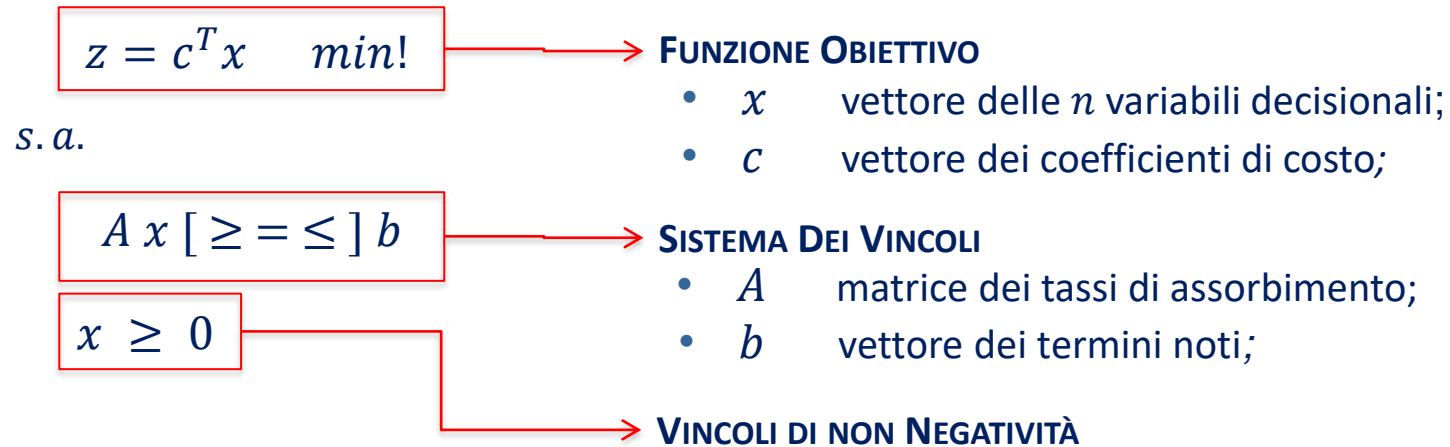 z = cᵀx min!
FUNZIONE OBIETTIVO
• x vettore delle n variabili decisionali;
• c vettore dei coefficienti di costo;
s.a.
A x [ ≥ = ≤ ] b
SISTEMA DEI VINCOLI
• A matrice dei tassi di assorbimento;
• b vettore dei termini noti;
x ≥ 0
VINCOLI DI NON NEGATIVITÀ